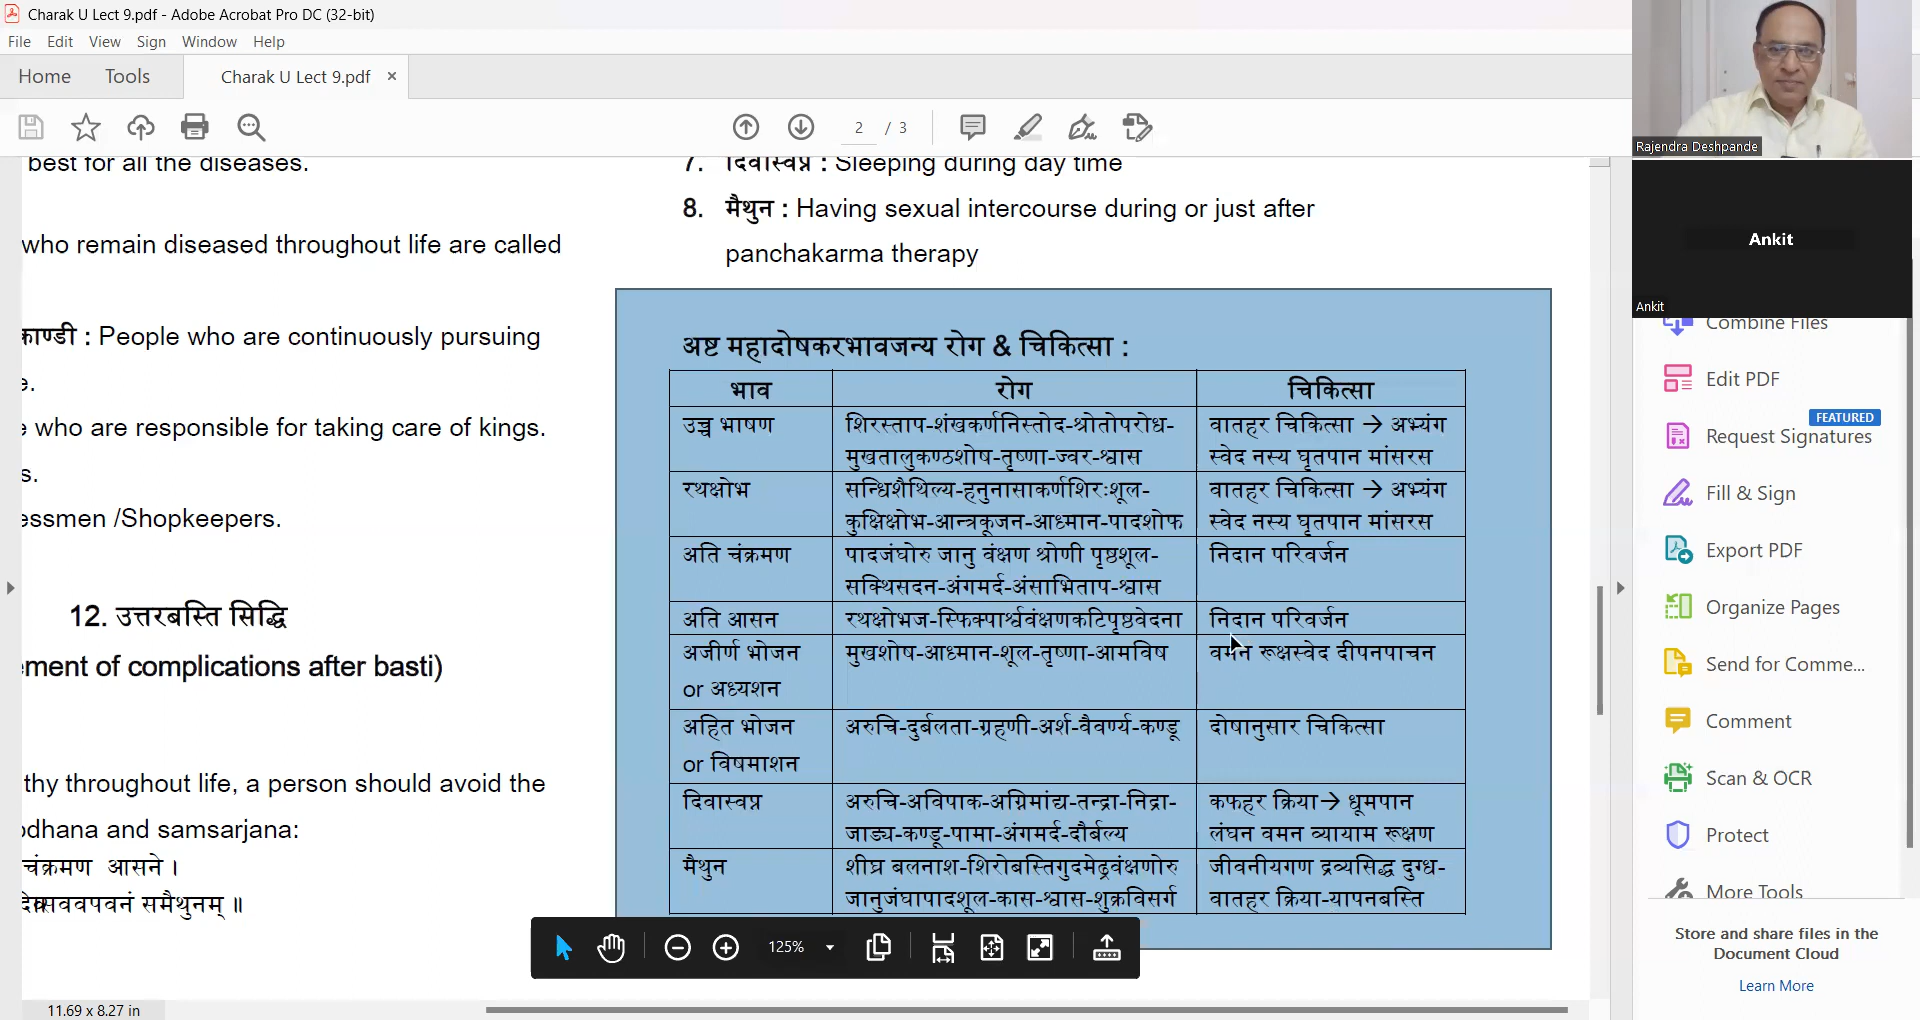 Charak U Lect 9.pdf - Adobe Acrobat Pro DC (32-bit)
File Edit View Sign Window Help
Home Tools Charak U Lect 9.pdf ×
2 / 3
best for all the diseases.
who remain diseased throughout life are called
काण्डी : People who are continuously pursuing
e.
who are responsible for taking care of kings.
s.
essmen /Shopkeepers.
12. उत्तरबस्ति सिद्धि
ement of complications after basti)
thy throughout life, a person should avoid the
odhana and samsarjana:
चंक्रमण आसने ।
समैथुनम् ॥
7. दिवास्वप्न : Sleeping during day time
8. मैथुन : Having sexual intercourse during or just after
panchakarma therapy
अष्ट महादोषकरभावजन्य रोग & चिकित्सा :
भाव रोग चिकित्सा
उच्च भाषण शिरस्ताप-शंखकर्णनिस्तोद-श्रोतोपरोध- वातहर चिकित्सा → अभ्यंग
मुखतालुकण्ठशोष-तृष्णा-ज्वर-श्वास स्वेद नस्य घृतपान मांसरस
रथक्षोभ सन्धिशैथिल्य-हनुनासाकर्णशिरःशूल- वातहर चिकित्सा → अभ्यंग
कुक्षिक्षोभ-आन्त्रकूजन-आध्मान-पादशोफ स्वेद नस्य घृतपान मांसरस
अति चंक्रमण पादजंघोरु जानु वंक्षण श्रोणी पृष्ठशूल- निदान परिवर्जन
सक्थिसदन-अंगमर्द-अंसाभिताप-श्वास
अति आसन रथक्षोभज-स्फिक्पार्श्ववंक्षणकटिपृष्ठवेदना निदान परिवर्जन
अजीर्ण भोजन मुखशोष-आध्मान-शूल-तृष्णा-आमविष वमन रूक्षस्वेद दीपनपाचन
or अध्यशन
अहित भोजन अरुचि-दुर्बलता-ग्रहणी-अर्श-वैवर्ण्य-कण्डू दोषानुसार चिकित्सा
or विषमाशन
दिवास्वप्न अरुचि-अविपाक-अग्निमांद्य-तन्द्रा-निद्रा- कफहर क्रिया→ धूमपान
जाड्य-कण्डू-पामा-अंगमर्द-दौर्बल्य लंघन वमन व्यायाम रूक्षण
मैथुन शीघ्र बलनाश-शिरोबस्तिगुदमेढ्रवंक्षणोरु जीवनीयगण द्रव्यसिद्ध दुग्ध-
जानुजंघापादशूल-कास-श्वास-शुक्रविसर्ग वातहर क्रिया-यापनबस्ति
125%
11.69 x 8.27 in
Rajendra Deshpande
Ankit
Ankit
Combine Files
Edit PDF
FEATURED
Request Signatures
Fill & Sign
Export PDF
Organize Pages
Send for Comme...
Comment
Scan & OCR
Protect
More Tools
Store and share files in the
Document Cloud
Learn More